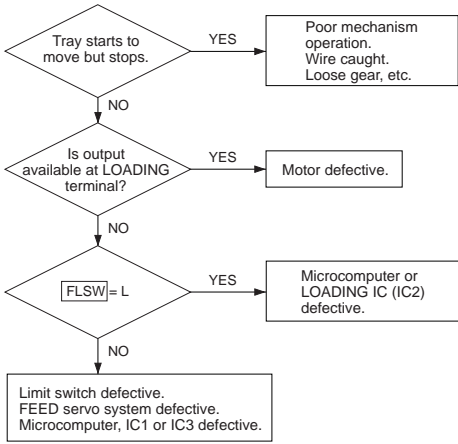 Tray starts to
move but stops.
YES
Poor mechanism
operation.
Wire caught.
Loose gear, etc.
NO
Is output
available at LOADING
terminal?
YES
Motor defective.
NO
FLSW = L
YES
Microcomputer or
LOADING IC (IC2)
defective.
NO
Limit switch defective.
FEED servo system defective.
Microcomputer, IC1 or IC3 defective.